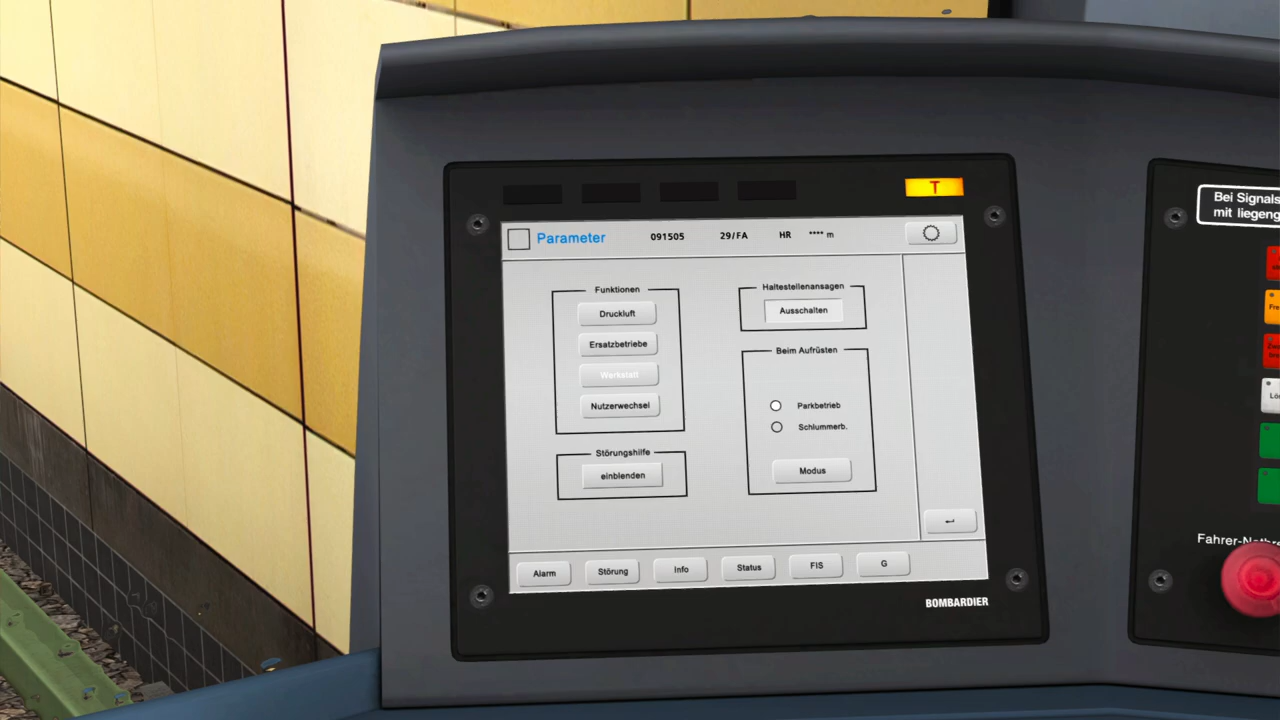 T
Parameter 091505 29/FA HR **** m
Funktionen
Druckluft
Ersatzbetriebe
Werkstatt
Nutzerwechsel
Störungshilfe
einblenden
Haltestellenansagen
Ausschalten
Beim Aufrüsten
Parkbetrieb
Schlummerb.
Modus
Alarm Störung Info Status FIS G
BOMBARDIER
Bei Signals
mit liegeng
Fahrer-Notbre